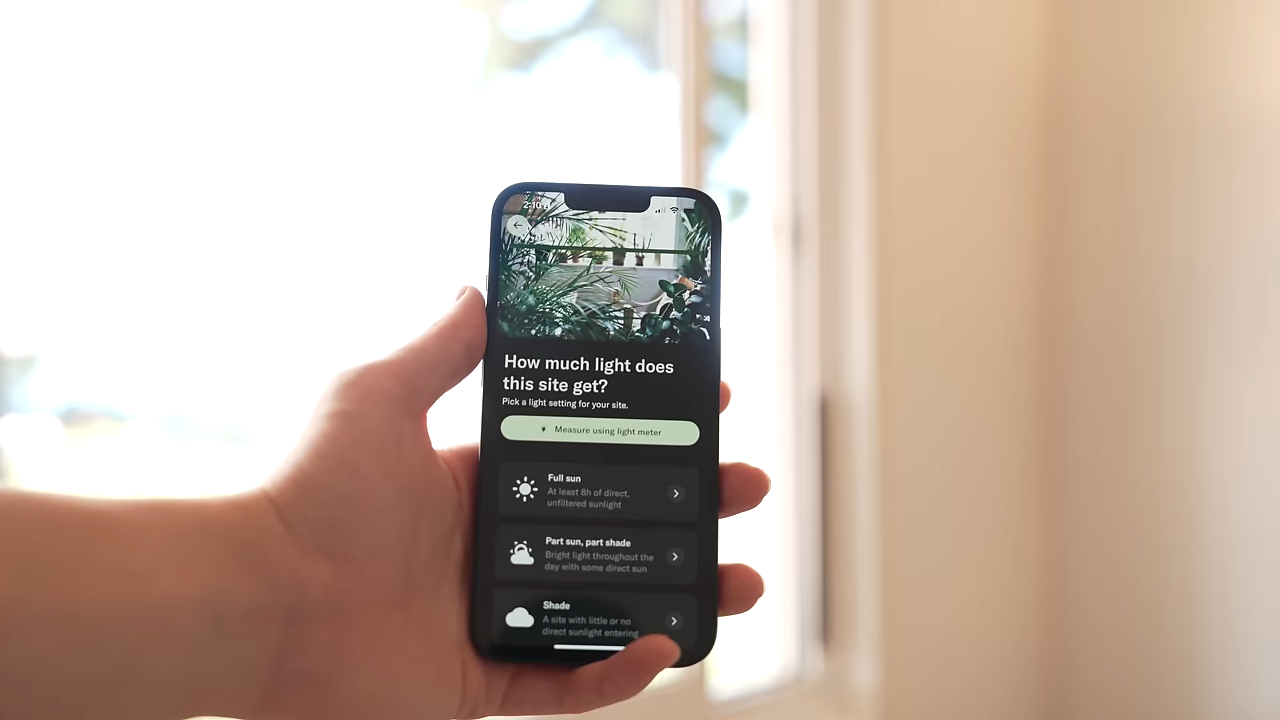 2:10
How much light does
this site get?
Pick a light setting for your site.
Measure using light meter
Full sun
At least 8h of direct,
unfiltered sunlight
Part sun, part shade
Bright light throughout the
day with some direct sun
Shade
A site with little or no
direct sunlight entering